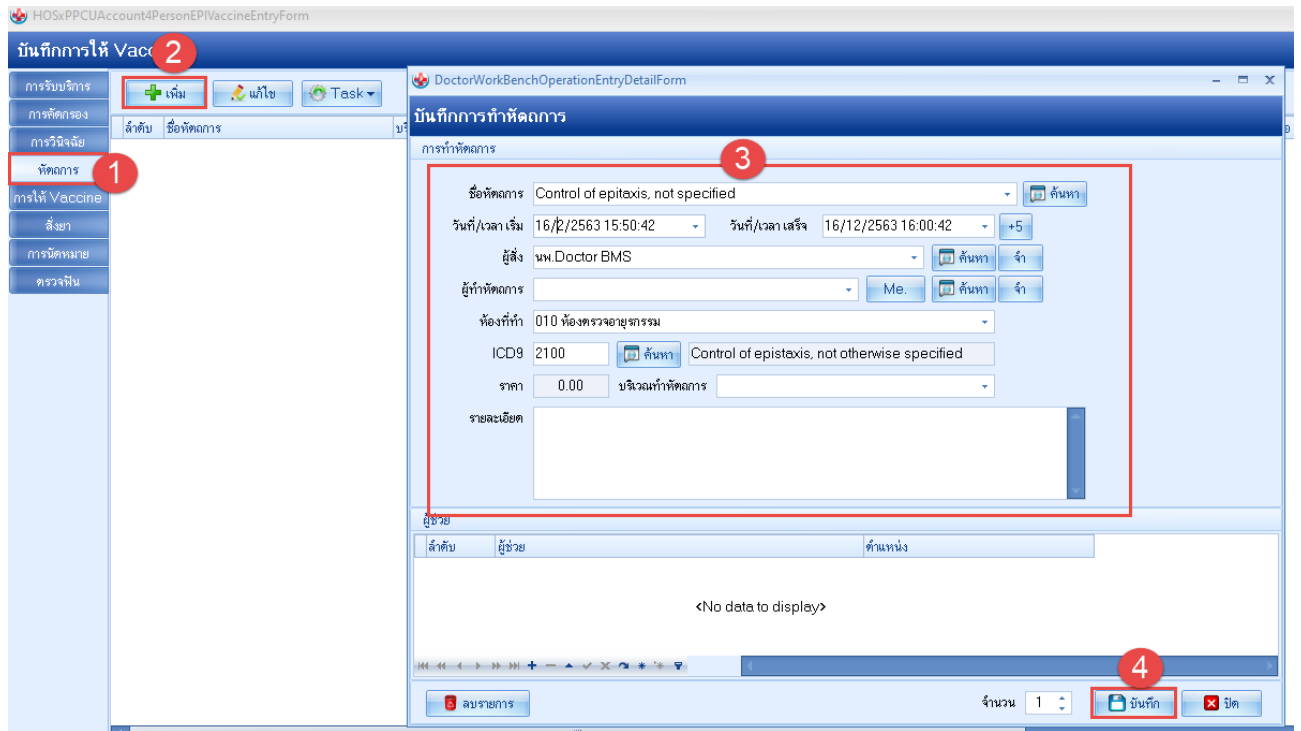 HOSxPPCUAccount4PersonEPIVaccineEntryForm
บันทึกการให้ Vacc
2
การรับบริการ
การคัดกรอง
การวินิจฉัย
หัตถการ
1
การให้ Vaccine
สั่งยา
การนัดหมาย
ตรวจฟัน
เพิ่ม
แก้ไข
Task
ลำดับ ชื่อหัตถการ
DoctorWorkBenchOperationEntryDetailForm
บันทึกการทำหัตถการ
การทำหัตถการ
3
ชื่อหัตถการ Control of epitaxis, not specified ค้นหา
วันที่/เวลา เริ่ม 16/2/2563 15:50:42 วันที่/เวลา เสร็จ 16/12/2563 16:00:42 +5
ผู้สั่ง นพ.Doctor BMS ค้นหา จำ
ผู้ทำหัตถการ Me. ค้นหา จำ
ห้องที่ทำ 010 ห้องตรวจอายุรกรรม
ICD9 2100 ค้นหา Control of epistaxis, not otherwise specified
ราคา 0.00 บริเวณทำหัตถการ
รายละเอียด
ผู้ช่วย
ลำดับ ผู้ช่วย ตำแหน่ง
<No data to display>
4
ลบรายการ จำนวน 1 บันทึก ปิด